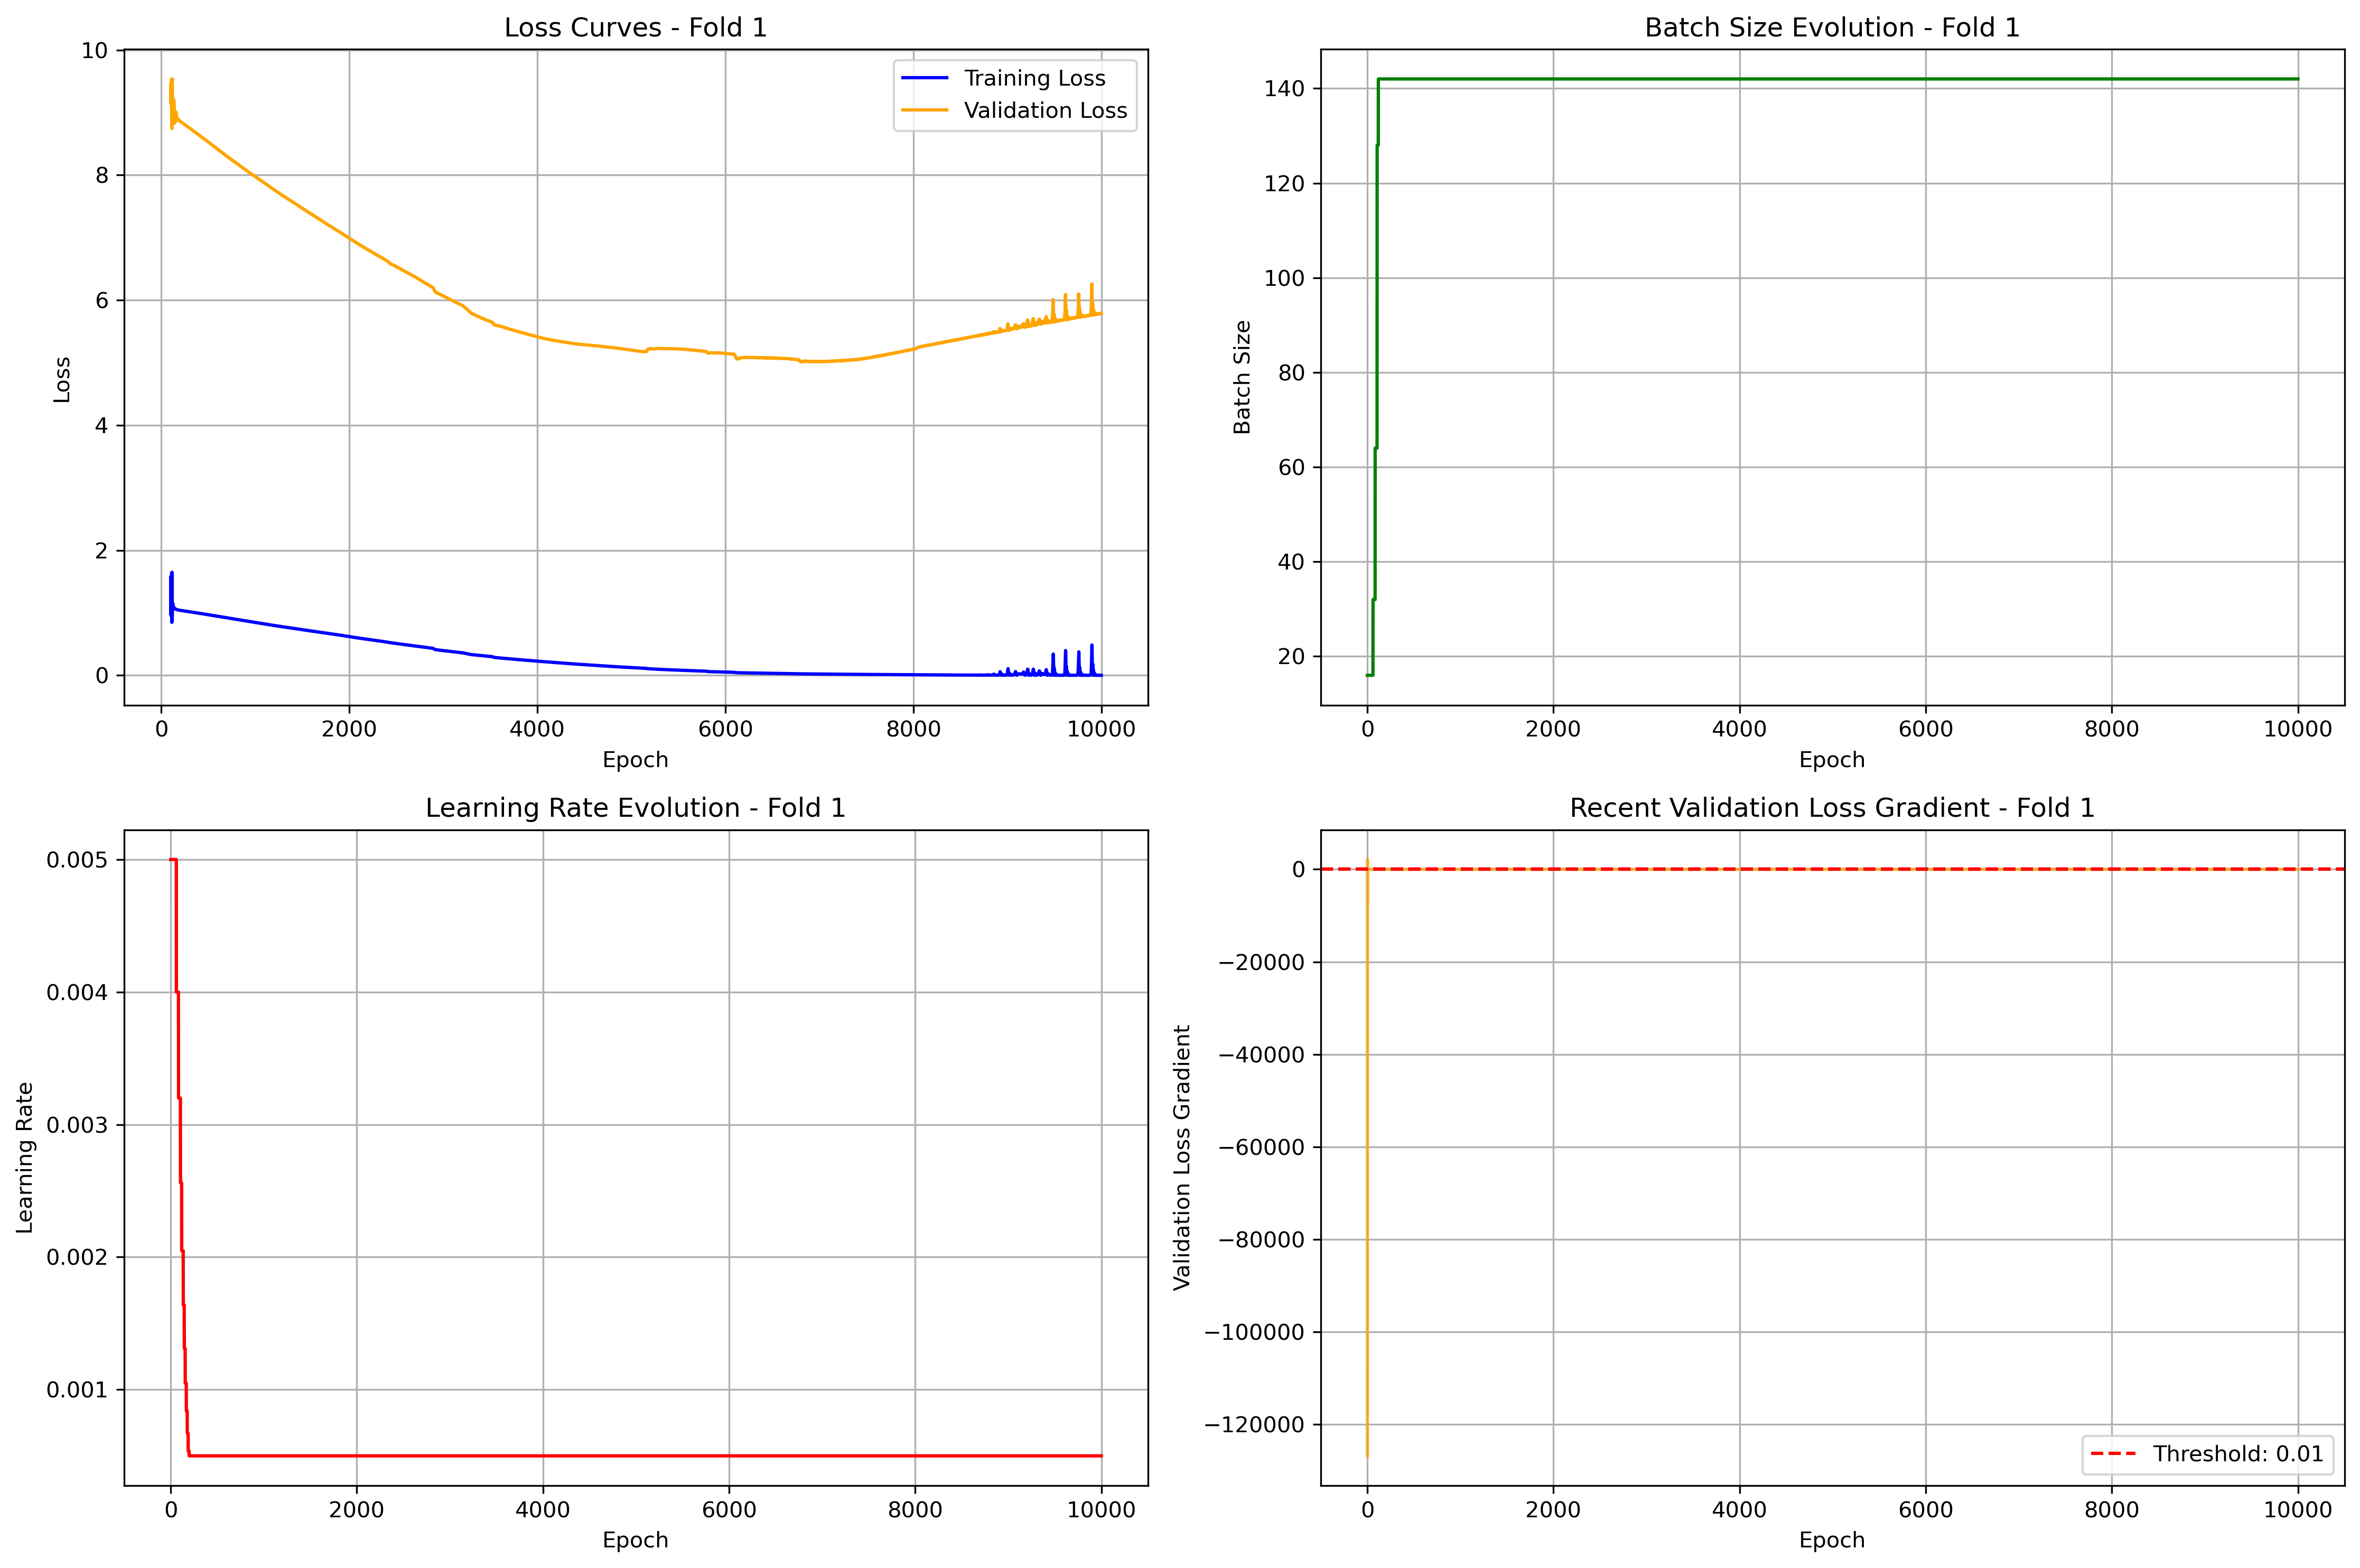 Loss Curves - Fold 1
10
8
6
4
2
0
Loss
Training Loss
Validation Loss
0 2000 4000 6000 8000 10000
Epoch
Batch Size Evolution - Fold 1
140
120
100
80
60
40
20
Batch Size
0 2000 4000 6000 8000 10000
Epoch
Learning Rate Evolution - Fold 1
0.005
0.004
0.003
0.002
0.001
Learning Rate
0 2000 4000 6000 8000 10000
Epoch
Recent Validation Loss Gradient - Fold 1
0
−20000
−40000
−60000
−80000
−100000
−120000
Validation Loss Gradient
Threshold: 0.01
0 2000 4000 6000 8000 10000
Epoch